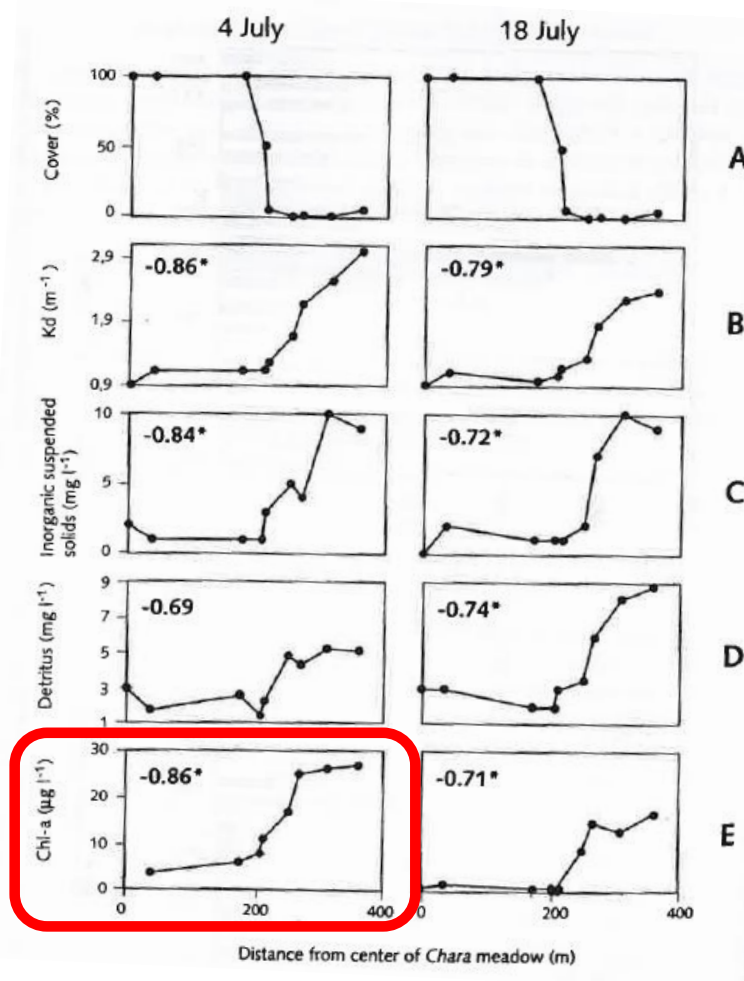 4 July
18 July
Cover (%)
100
50
0
A
Kd (m⁻¹)
2,9
1,9
0,9
-0.86*
-0.79*
B
Inorganic suspended
solids (mg l⁻¹)
10
5
0
-0.84*
-0.72*
C
Detritus (mg l⁻¹)
9
7
5
3
1
-0.69
-0.74*
D
Chl-a (µg l⁻¹)
30
20
10
0
-0.86*
-0.71*
E
0
200
400
0
200
400
Distance from center of Chara meadow (m)